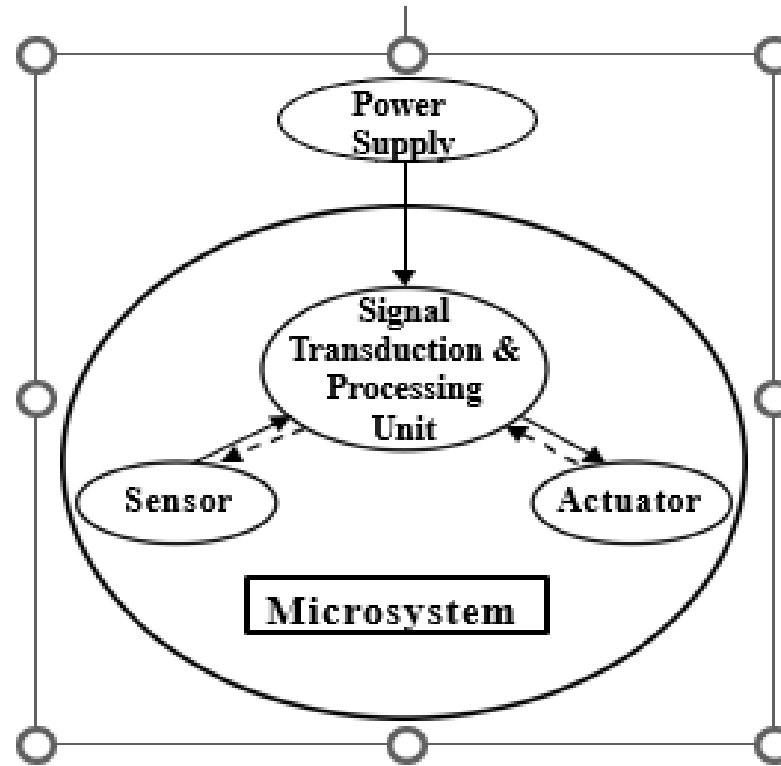 Power
Supply
Signal
Transduction &
Processing
Unit
Sensor
Actuator
Microsystem